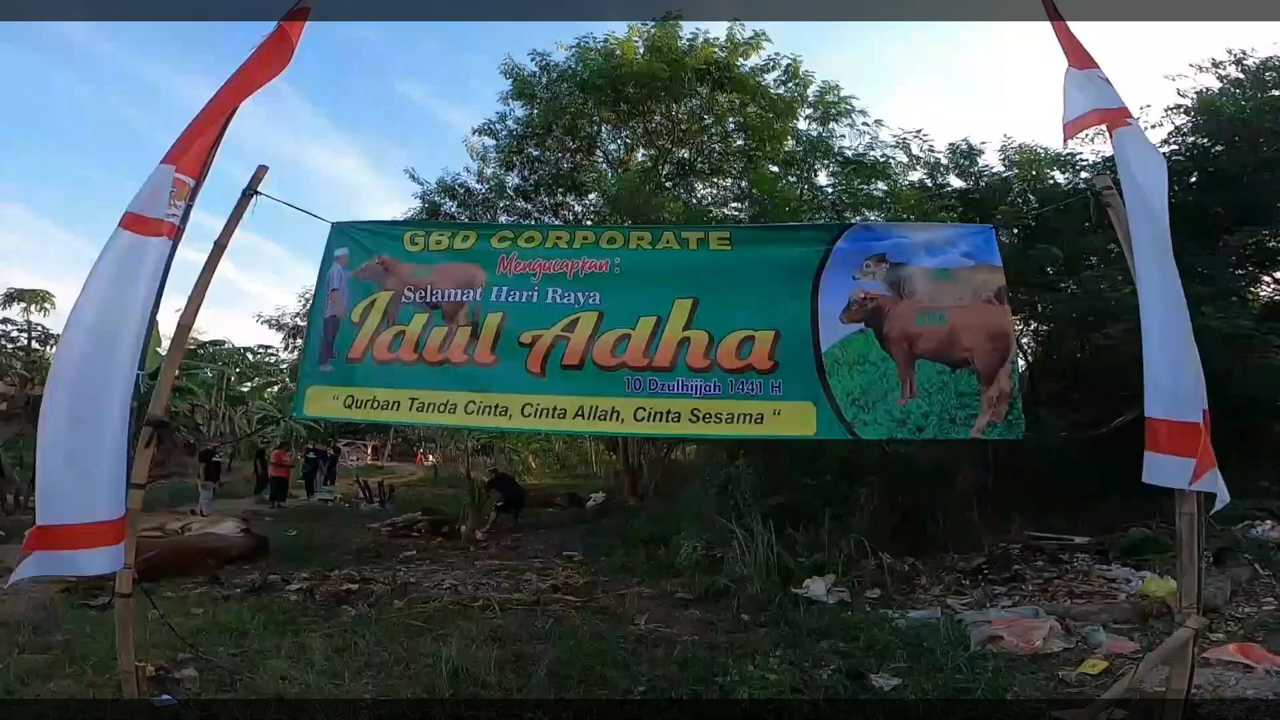 GBD CORPORATE
Mengucapkan :
Selamat Hari Raya
Idul Adha
10 Dzulhijjah 1441 H
“ Qurban Tanda Cinta, Cinta Allah, Cinta Sesama “